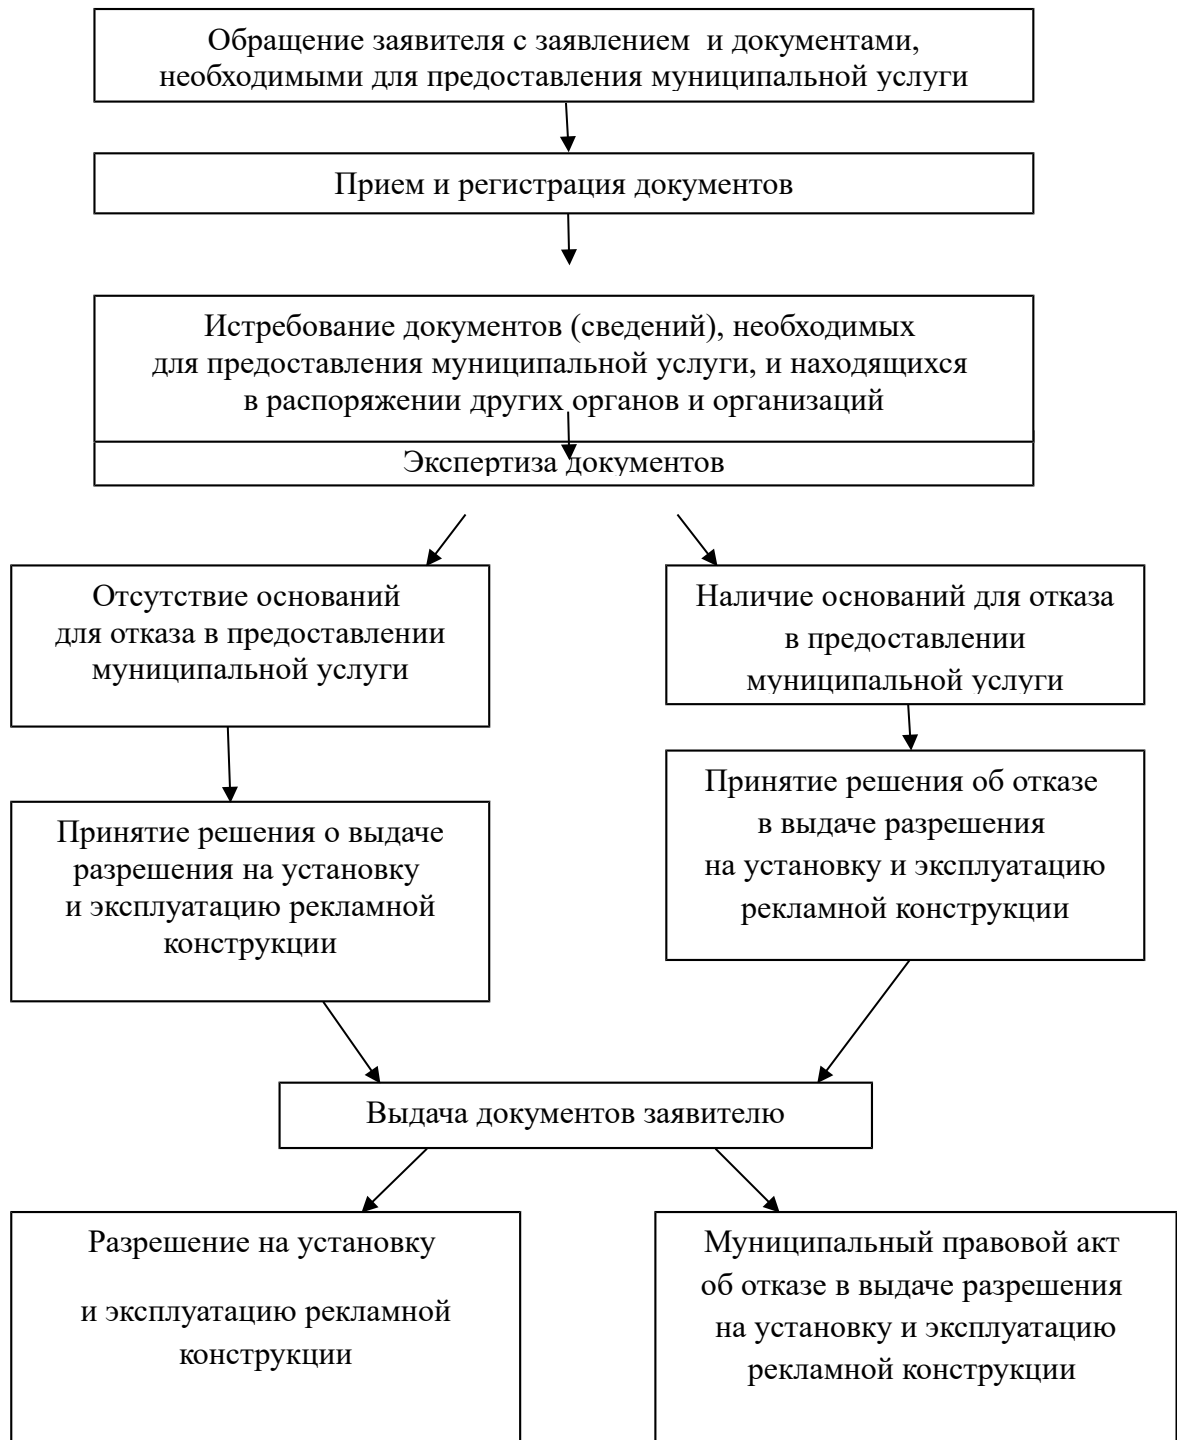 Обращение заявителя с заявлением и документами,
необходимыми для предоставления муниципальной услуги
Прием и регистрация документов
Истребование документов (сведений), необходимых
для предоставления муниципальной услуги, и находящихся
в распоряжении других органов и организаций
Экспертиза документов
Отсутствие оснований
для отказа в предоставлении
муниципальной услуги
Наличие оснований для отказа
в предоставлении
муниципальной услуги
Принятие решения о выдаче
разрешения на установку
и эксплуатацию рекламной
конструкции
Принятие решения об отказе
в выдаче разрешения
на установку и эксплуатацию
рекламной конструкции
Выдача документов заявителю
Разрешение на установку
и эксплуатацию рекламной
конструкции
Муниципальный правовой акт
об отказе в выдаче разрешения
на установку и эксплуатацию
рекламной конструкции